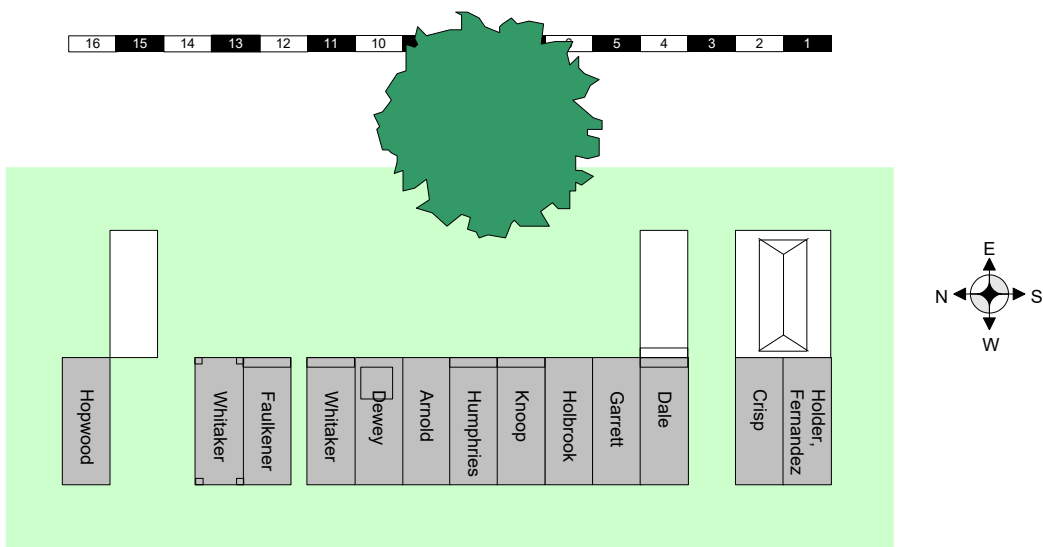 16 15 14 13 12 11 10 5 4 3 2 1
E
N S
W
Hopwood
Whitaker
Faulkener
Whitaker
Dewey
Arnold
Humphries
Knoop
Holbrook
Garrett
Dale
Crisp
Holder,
Fernandez